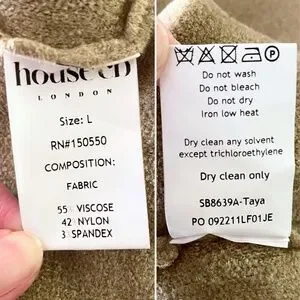 house CB
LONDON
Size: L
RN#150550
COMPOSITION:
FABRIC
55% VISCOSE
42% NYLON
3% SPANDEX
P
Do not wash
Do not bleach
Do not dry
Iron low heat
Dry clean any solvent
except trichloroethylene
Dry clean only
SB8639A-Taya
PO 092211LF01JE